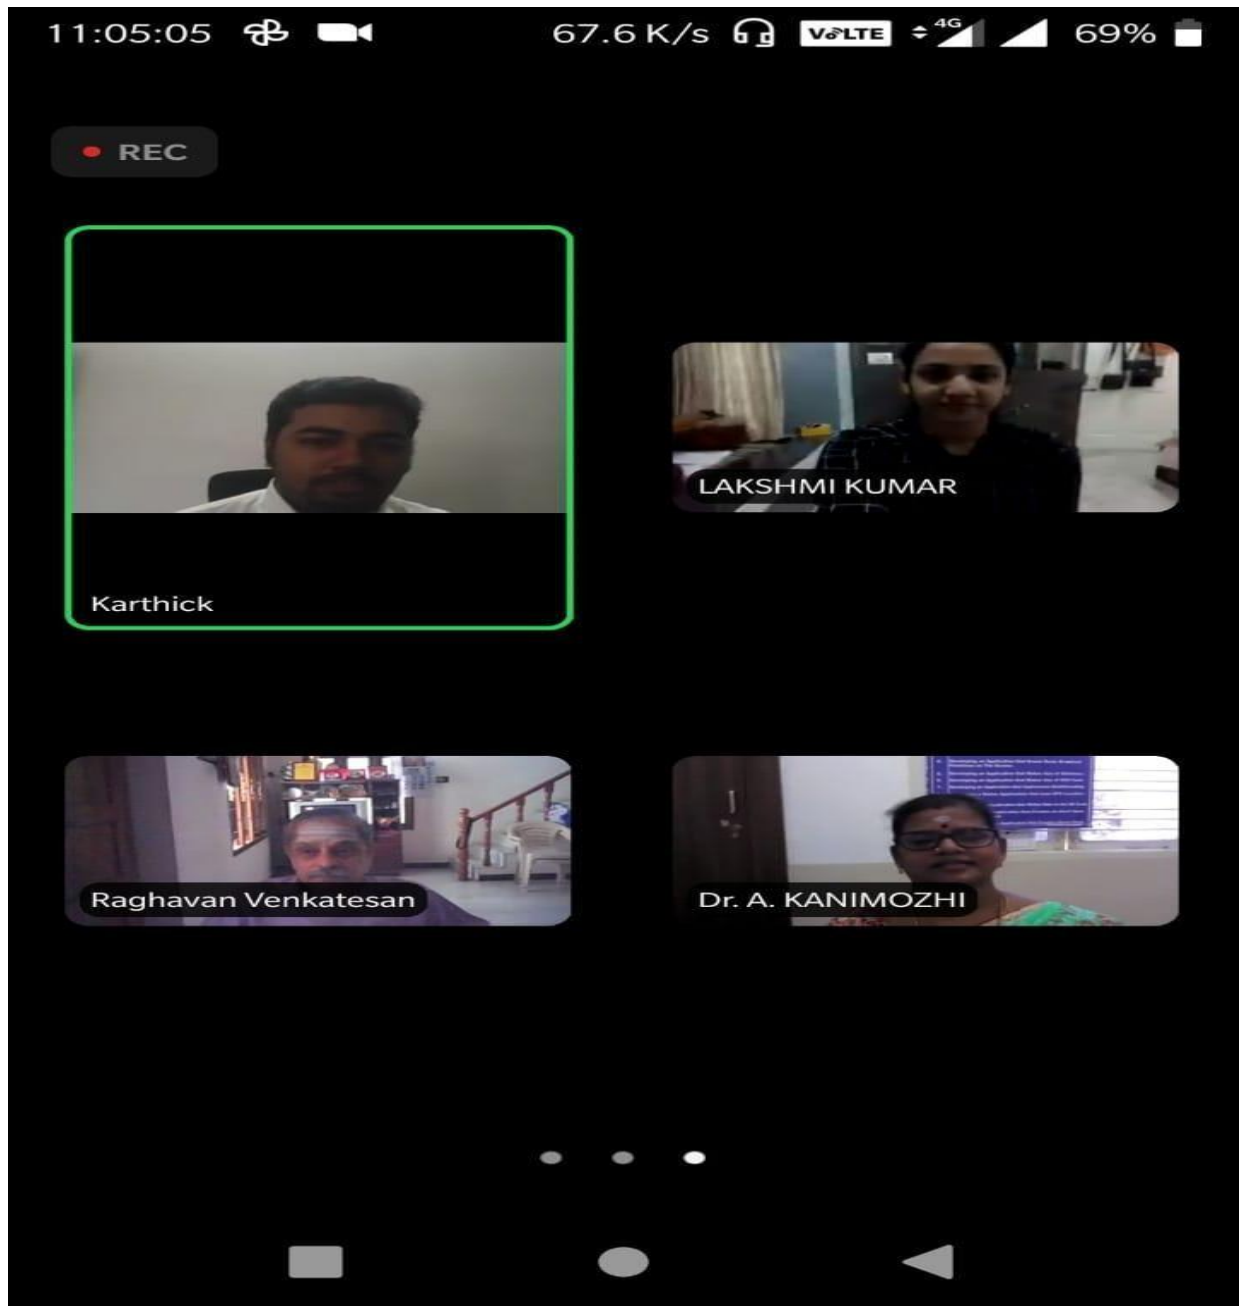 11:05:05 67.6 K/s VoLTE 4G 69%
REC
Karthick
LAKSHMI KUMAR
Raghavan Venkatesan
Dr. A. KANIMOZHI